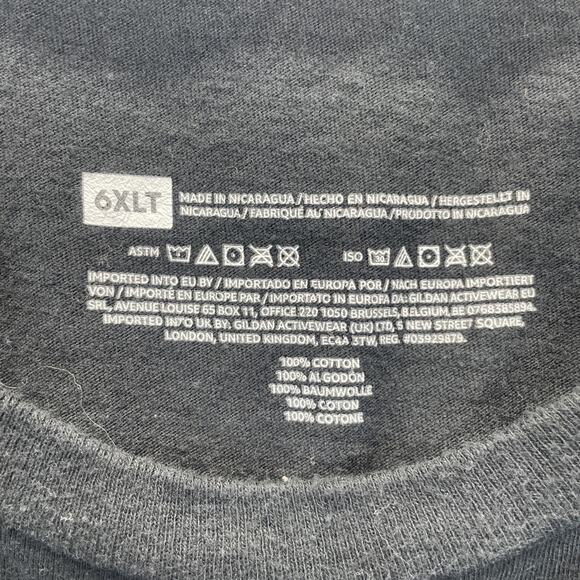 6XLT
MADE IN NICARAGUA / HECHO EN NICARAGUA / HERGESTELLT IN
NICARAGUA / FABRIQUÉ AU NICARAGUA / PRODOTTO IN NICARAGUA
ASTM ISO 30
IMPORTED INTO EU BY / IMPORTADO EN EUROPA POR / NACH EUROPA IMPORTIERT
VON / IMPORTÉ EN EUROPE PAR / IMPORTATO IN EUROPA DA: GILDAN ACTIVEWEAR EU
SRL, AVENUE LOUISE 65 BOX 11, OFFICE 220 1050 BRUSSELS, BELGIUM, BE 0768385894.
IMPORTED INTO UK BY: GILDAN ACTIVEWEAR (UK) LTD, 5 NEW STREET SQUARE,
LONDON, UNITED KINGDOM, EC4A 3TW, REG. #03929879.
100% COTTON
100% ALGODÓN
100% BAUMWOLLE
100% COTON
100% COTONE